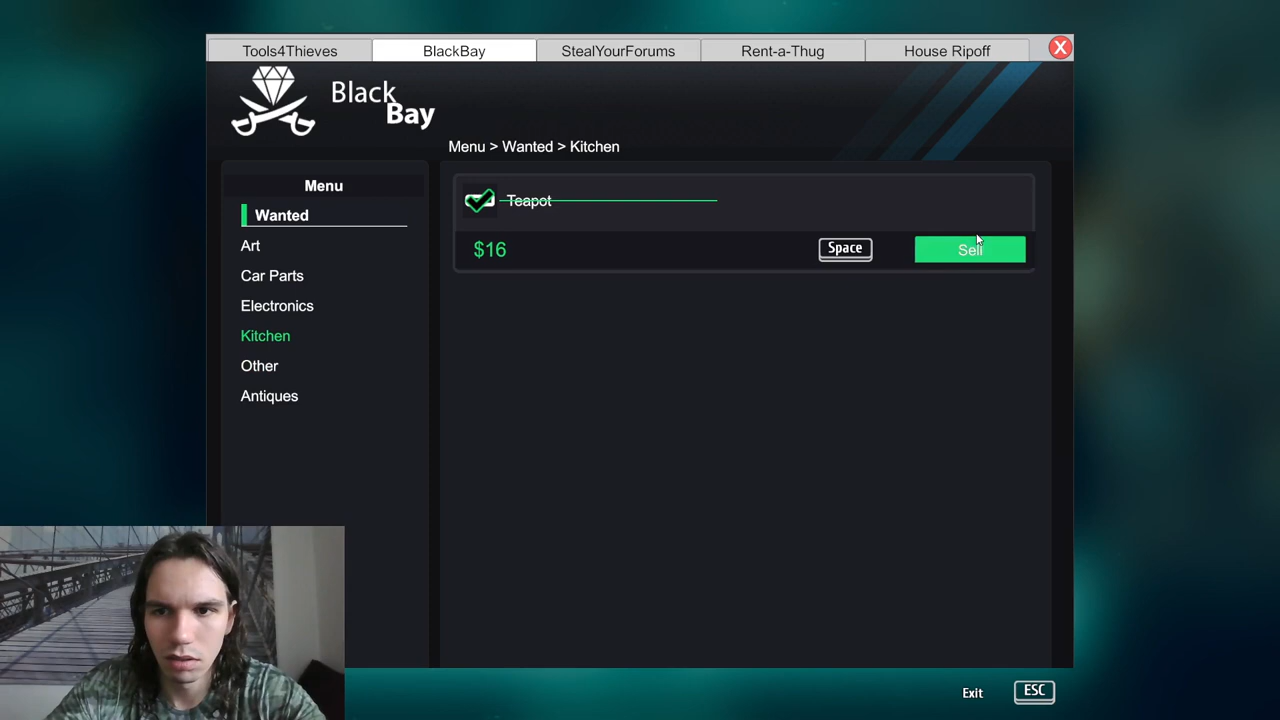 Tools4Thieves
BlackBay
StealYourForums
Rent-a-Thug
House Ripoff
X
Black
Bay
Menu > Wanted > Kitchen
Menu
Wanted
Art
Car Parts
Electronics
Kitchen
Other
Antiques
Teapot
$16
Space
Sell
Exit
ESC